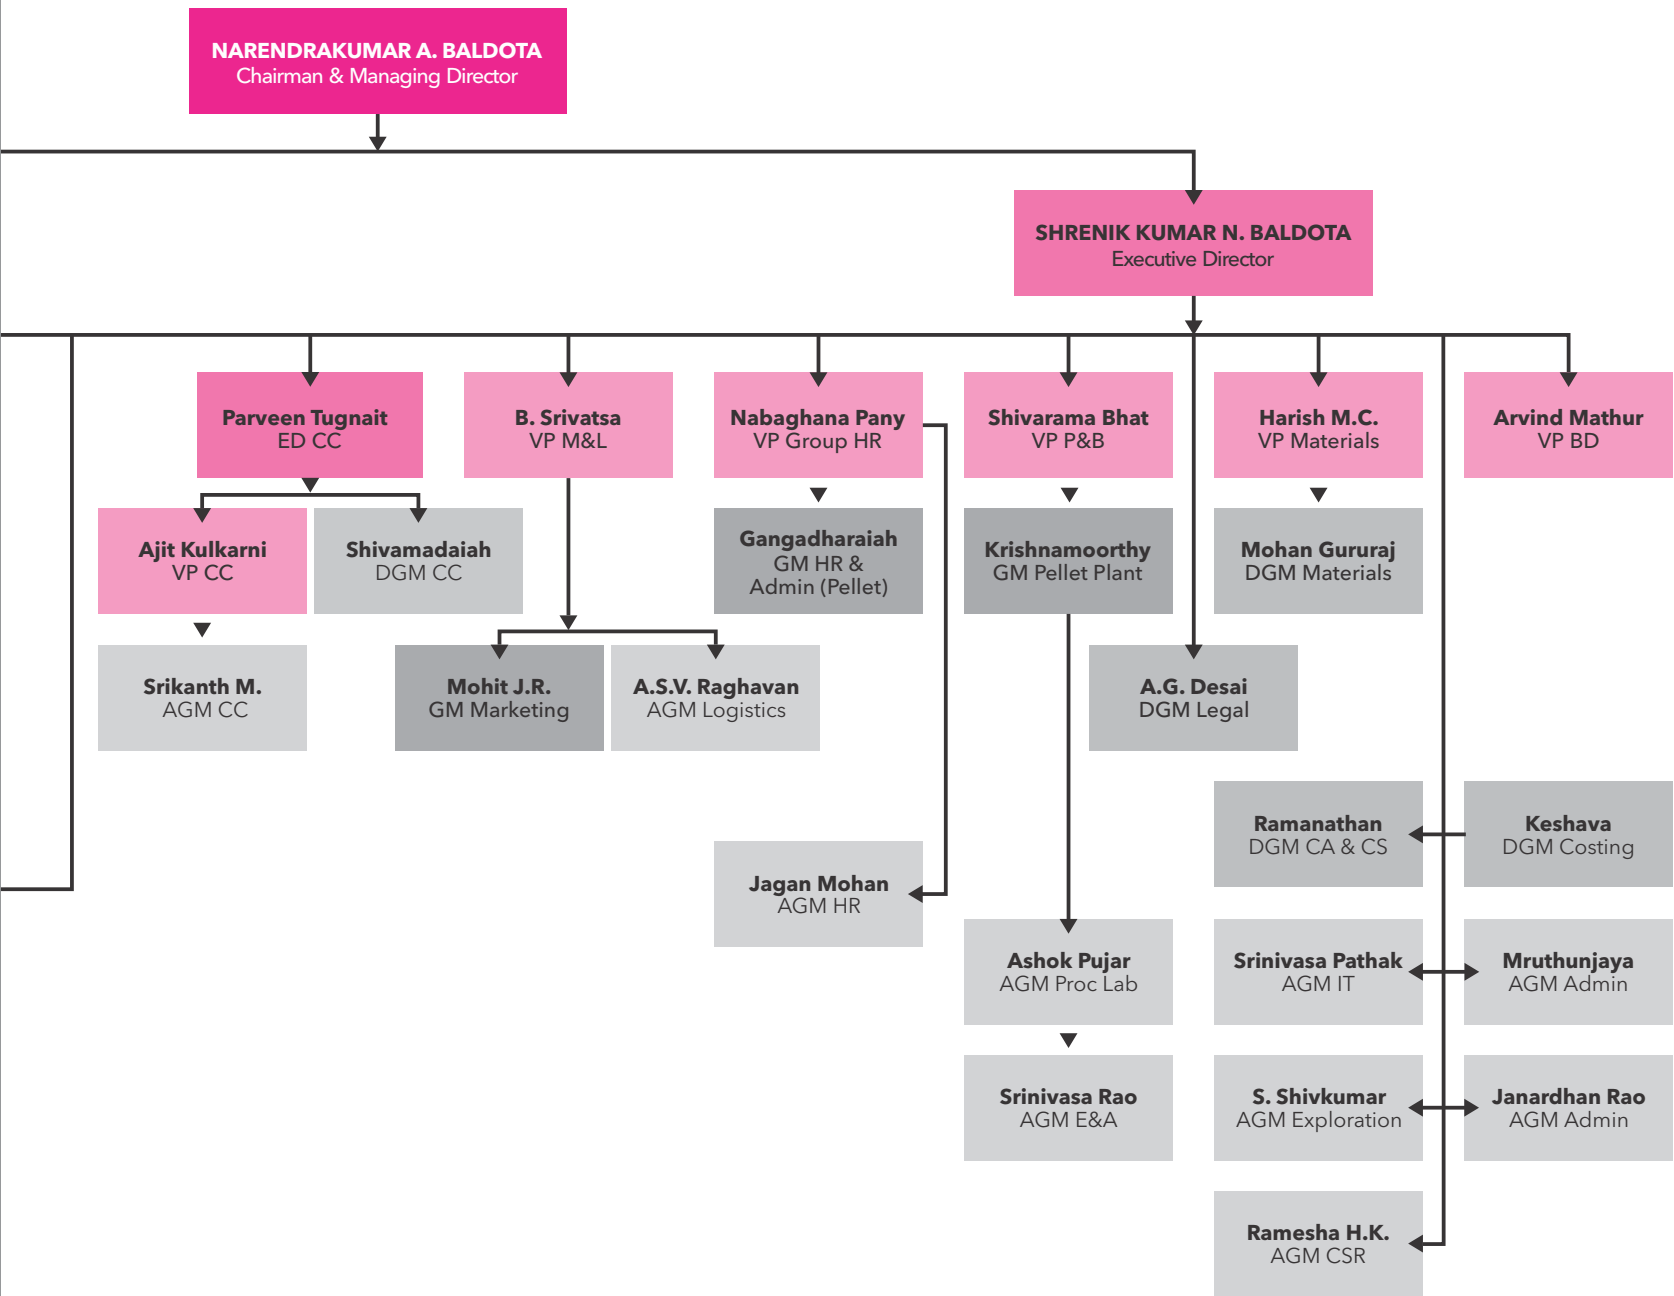 NARENDRAKUMAR A. BALDOTA
Chairman & Managing Director
SHRENIK KUMAR N. BALDOTA
Executive Director
Parveen Tugnait
ED CC
B. Srivatsa
VP M&L
Nabaghana Pany
VP Group HR
Shivarama Bhat
VP P&B
Harish M.C.
VP Materials
Arvind Mathur
VP BD
Ajit Kulkarni
VP CC
Shivamadaiah
DGM CC
Gangadharaiah
GM HR &
Admin (Pellet)
Krishnamoorthy
GM Pellet Plant
Mohan Gururaj
DGM Materials
Srikanth M.
AGM CC
Mohit J.R.
GM Marketing
A.S.V. Raghavan
AGM Logistics
A.G. Desai
DGM Legal
Ramanathan
DGM CA & CS
Keshava
DGM Costing
Jagan Mohan
AGM HR
Ashok Pujar
AGM Proc Lab
Srinivasa Pathak
AGM IT
Mruthunjaya
AGM Admin
Srinivasa Rao
AGM E&A
S. Shivkumar
AGM Exploration
Janardhan Rao
AGM Admin
Ramesha H.K.
AGM CSR